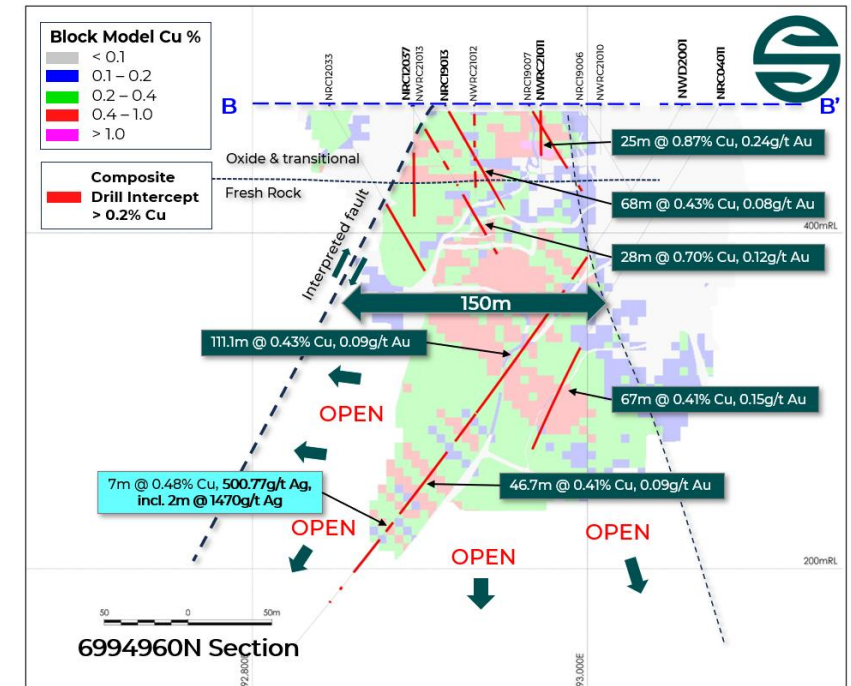 Block Model Cu %
< 0.1
0.1 – 0.2
0.2 – 0.4
0.4 – 1.0
> 1.0
Composite
Drill Intercept
> 0.2% Cu
NRC12033
NRC12037
NWRC21013
NRC19013
NWRC21012
NRC19007
NWRC21011
NRC19006
NWRC21010
NWD2001
NRC04011
B
B'
25m @ 0.87% Cu, 0.24g/t Au
Oxide & transitional
Fresh Rock
68m @ 0.43% Cu, 0.08g/t Au
400mRL
28m @ 0.70% Cu, 0.12g/t Au
Interpreted fault
150m
111.1m @ 0.43% Cu, 0.09g/t Au
OPEN
67m @ 0.41% Cu, 0.15g/t Au
7m @ 0.48% Cu, 500.77g/t Ag,
incl. 2m @ 1470g/t Ag
46.7m @ 0.41% Cu, 0.09g/t Au
OPEN
OPEN
OPEN
200mRL
50
0
50m
6994960N Section
92.800E
93.000E